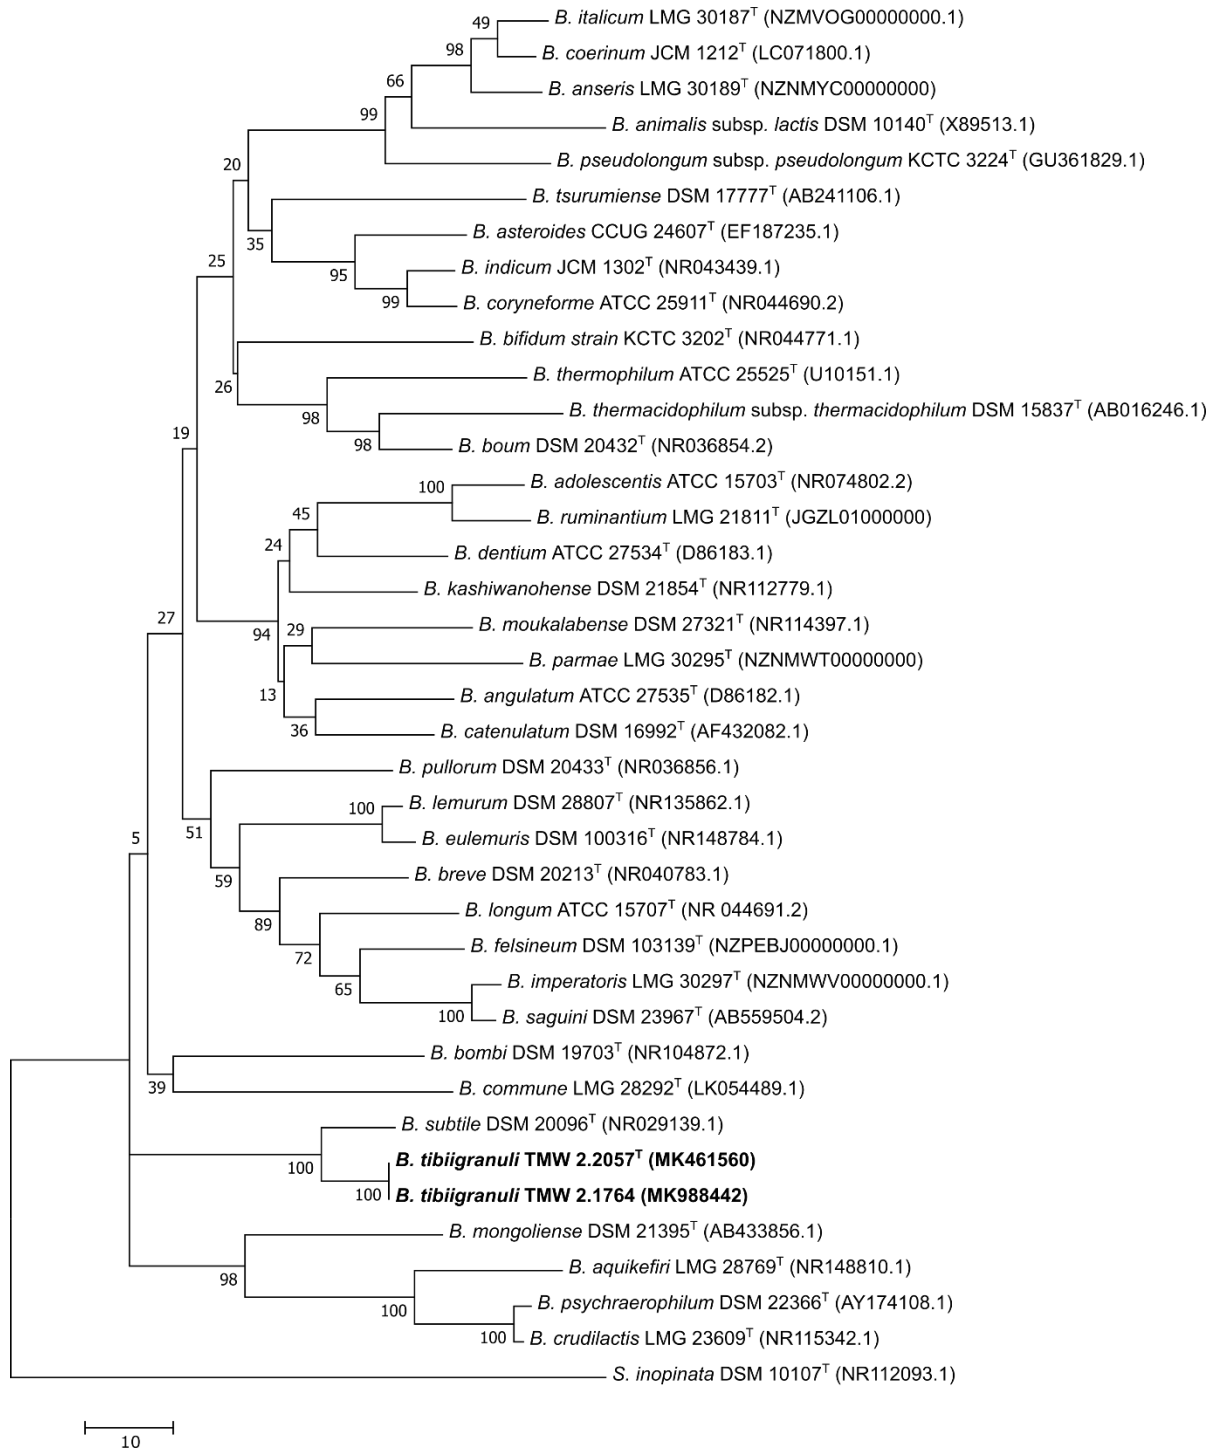 B. italicum LMG 30187T (NZMVOG00000000.1)
49
B. coerinum JCM 1212T (LC071800.1)
98
66
B. anseris LMG 30189T (NZNMYC00000000)
99
B. animalis subsp. lactis DSM 10140T (X89513.1)
20
B. pseudolongum subsp. pseudolongum KCTC 3224T (GU361829.1)
B. tsurumiense DSM 17777T (AB241106.1)
35
B. asteroides CCUG 24607T (EF187235.1)
25
95
B. indicum JCM 1302T (NR043439.1)
99
B. coryneforme ATCC 25911T (NR044690.2)
B. bifidum strain KCTC 3202T (NR044771.1)
26
B. thermophilum ATCC 25525T (U10151.1)
98
B. thermacidophilum subsp. thermacidophilum DSM 15837T (AB016246.1)
19
98
B. boum DSM 20432T (NR036854.2)
100
B. adolescentis ATCC 15703T (NR074802.2)
45
B. ruminantium LMG 21811T (JGZL01000000)
24
B. dentium ATCC 27534T (D86183.1)
B. kashiwanohense DSM 21854T (NR112779.1)
27
94
29
B. moukalabense DSM 27321T (NR114397.1)
B. parmae LMG 30295T (NZNMWT00000000)
13
B. angulatum ATCC 27535T (D86182.1)
36
B. catenulatum DSM 16992T (AF432082.1)
B. pullorum DSM 20433T (NR036856.1)
100
B. lemurum DSM 28807T (NR135862.1)
5
51
B. eulemuris DSM 100316T (NR148784.1)
59
B. breve DSM 20213T (NR040783.1)
89
B. longum ATCC 15707T (NR 044691.2)
72
B. felsineum DSM 103139T (NZPEBJ00000000.1)
65
B. imperatoris LMG 30297T (NZNMWV00000000.1)
100
B. saguini DSM 23967T (AB559504.2)
B. bombi DSM 19703T (NR104872.1)
39
B. commune LMG 28292T (LK054489.1)
B. subtile DSM 20096T (NR029139.1)
100
B. tibiigranuli TMW 2.2057T (MK461560)
100
B. tibiigranuli TMW 2.1764 (MK988442)
B. mongoliense DSM 21395T (AB433856.1)
98
B. aquikefiri LMG 28769T (NR148810.1)
100
B. psychraerophilum DSM 22366T (AY174108.1)
100
B. crudilactis LMG 23609T (NR115342.1)
S. inopinata DSM 10107T (NR112093.1)
10